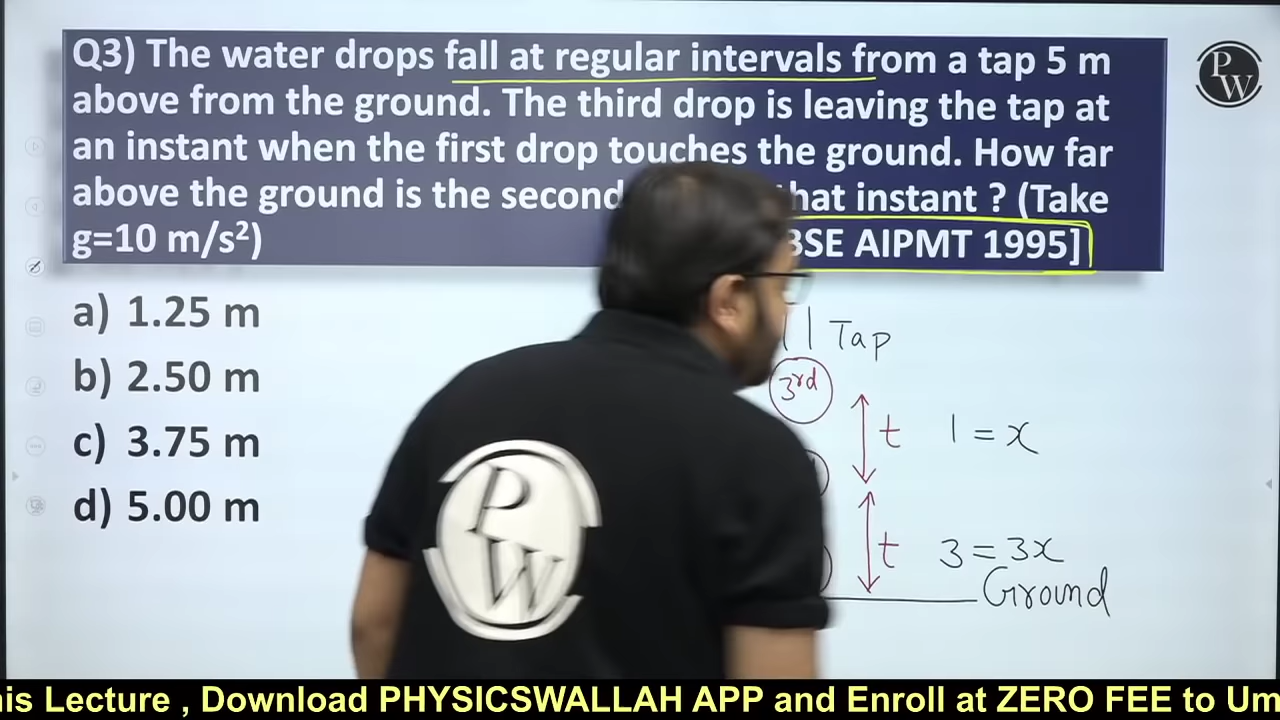 Q3) The water drops fall at regular intervals from a tap 5 m
above from the ground. The third drop is leaving the tap at
an instant when the first drop touches the ground. How far
above the ground is the second that instant ? (Take
g=10 m/s²) BSE AIPMT 1995]
P
W
a) 1.25 m
b) 2.50 m
c) 3.75 m
d) 5.00 m
Tap
3rd
t 1 = x
t 3 = 3x
Ground
P
W
is Lecture , Download PHYSICSWALLAH APP and Enroll at ZERO FEE to Um